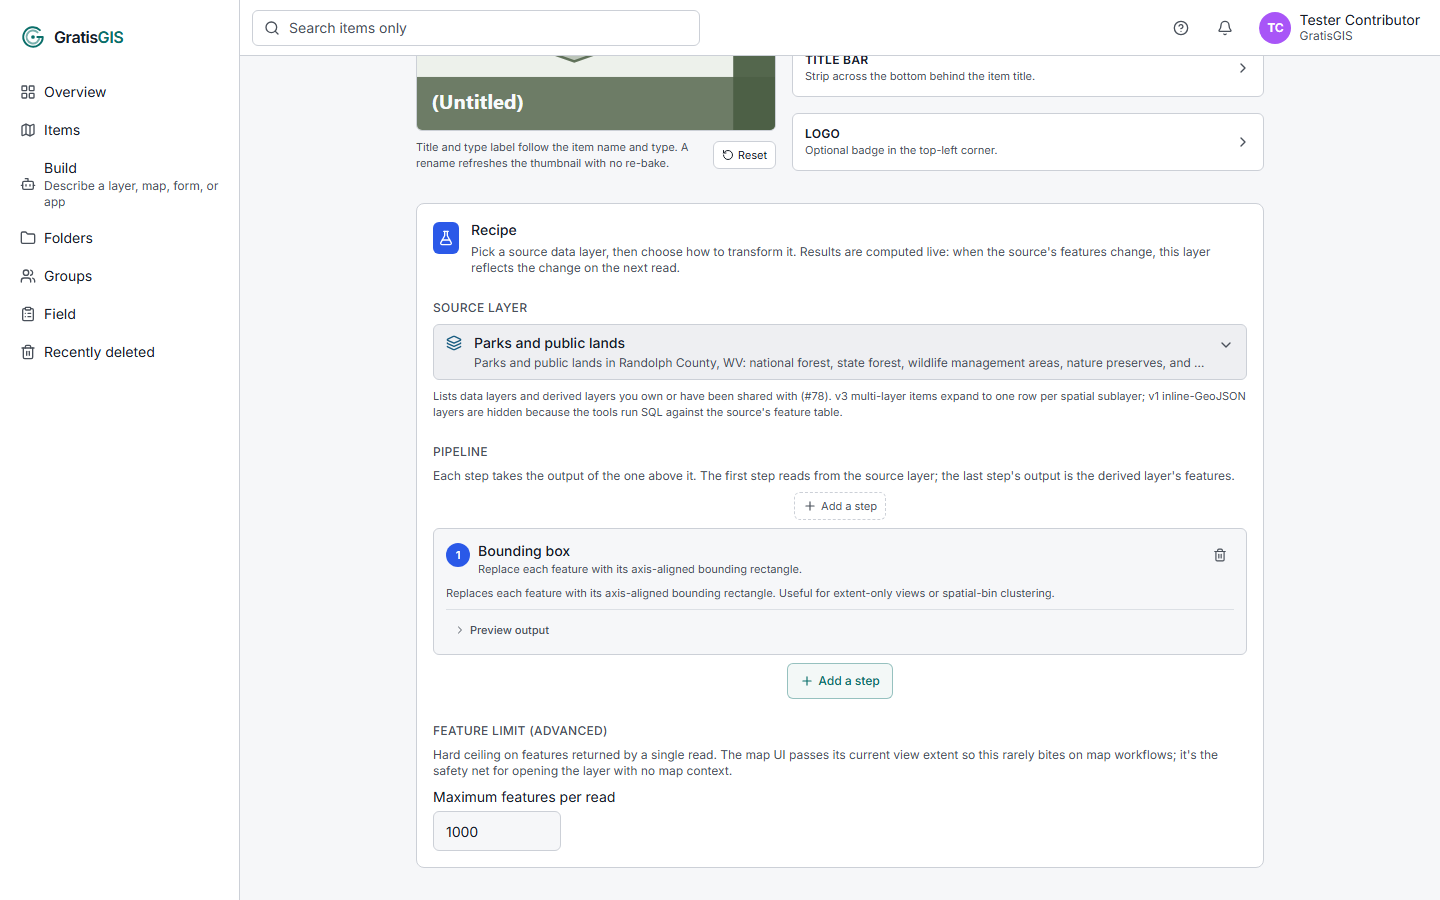 GratisGIS
Search items only
TC
Tester Contributor
GratisGIS
Overview
Items
Build
Describe a layer, map, form, or
app
Folders
Groups
Field
Recently deleted
(Untitled)
Title and type label follow the item name and type. A
rename refreshes the thumbnail with no re-bake.
Reset
TITLE BAR
Strip across the bottom behind the item title.
LOGO
Optional badge in the top-left corner.
Recipe
Pick a source data layer, then choose how to transform it. Results are computed live: when the source's features change, this layer
reflects the change on the next read.
SOURCE LAYER
Parks and public lands
Parks and public lands in Randolph County, WV: national forest, state forest, wildlife management areas, nature preserves, and ...
Lists data layers and derived layers you own or have been shared with (#78). v3 multi-layer items expand to one row per spatial sublayer; v1 inline-GeoJSON
layers are hidden because the tools run SQL against the source's feature table.
PIPELINE
Each step takes the output of the one above it. The first step reads from the source layer; the last step's output is the derived layer's features.
Add a step
1
Bounding box
Replace each feature with its axis-aligned bounding rectangle.
Replaces each feature with its axis-aligned bounding rectangle. Useful for extent-only views or spatial-bin clustering.
Preview output
Add a step
FEATURE LIMIT (ADVANCED)
Hard ceiling on features returned by a single read. The map UI passes its current view extent so this rarely bites on map workflows; it's the
safety net for opening the layer with no map context.
Maximum features per read
1000